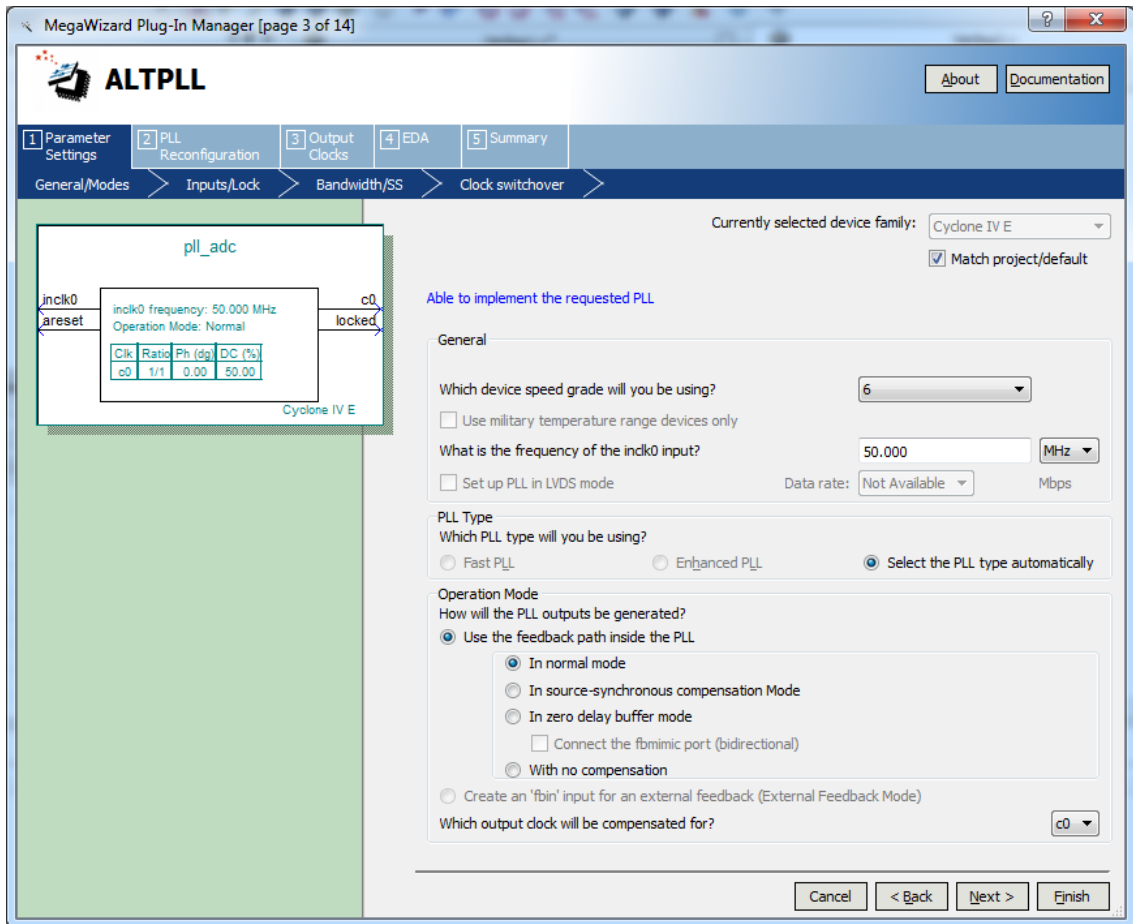 MegaWizard Plug-In Manager [page 3 of 14]
ALTPLL
About
Documentation
1 Parameter Settings
2 PLL Reconfiguration
3 Output Clocks
4 EDA
5 Summary
General/Modes
Inputs/Lock
Bandwidth/SS
Clock switchover
Currently selected device family:
Cyclone IV E
Match project/default
pll_adc
inclk0
areset
c0
locked
inclk0 frequency: 50.000 MHz
Operation Mode: Normal
Clk Ratio Ph (dg) DC (%)
c0 1/1 0.00 50.00
Cyclone IV E
Able to implement the requested PLL
General
Which device speed grade will you be using?
6
Use military temperature range devices only
What is the frequency of the inclk0 input?
50.000
MHz
Set up PLL in LVDS mode
Data rate:
Not Available
Mbps
PLL Type
Which PLL type will you be using?
Fast PLL
Enhanced PLL
Select the PLL type automatically
Operation Mode
How will the PLL outputs be generated?
Use the feedback path inside the PLL
In normal mode
In source-synchronous compensation Mode
In zero delay buffer mode
Connect the fbmimic port (bidirectional)
With no compensation
Create an 'fbin' input for an external feedback (External Feedback Mode)
Which output clock will be compensated for?
c0
Cancel
< Back
Next >
Finish